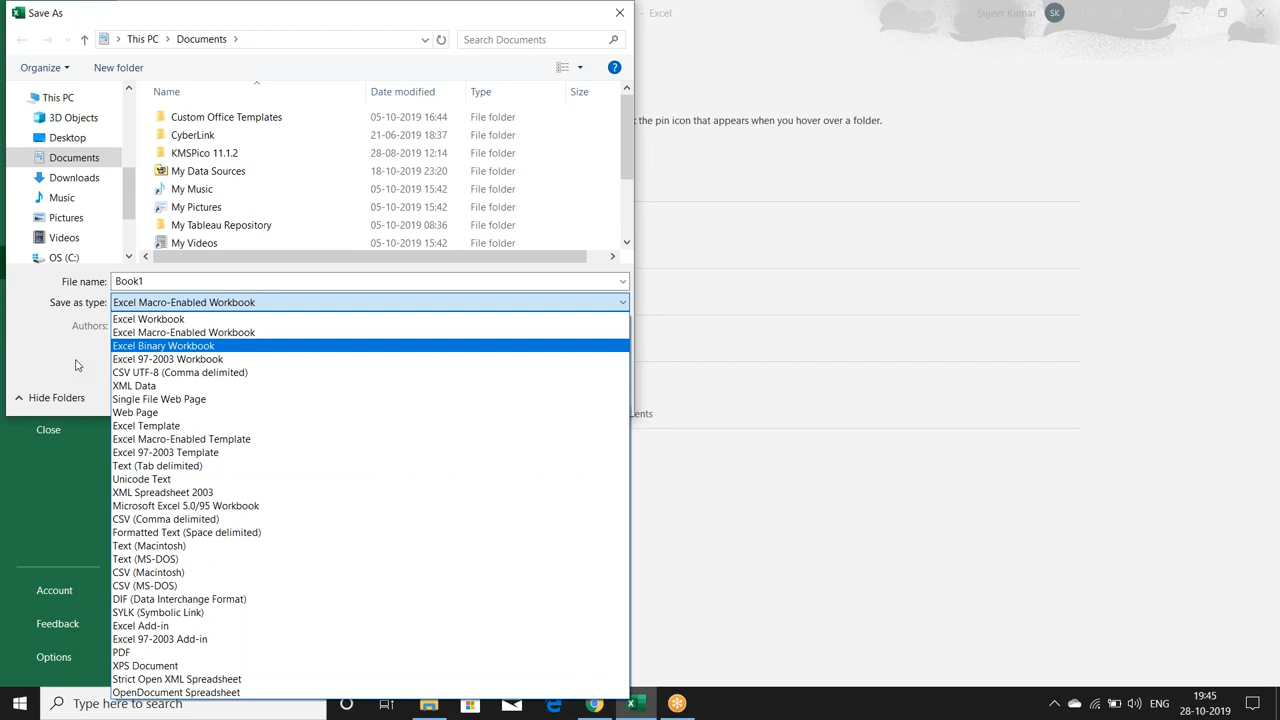 Save As
- Excel
Sujeet Kumar
SK
This PC
Documents
Search Documents
Organize
New folder
?
Name
Date modified
Type
Size
This PC
3D Objects
Desktop
Documents
Downloads
Music
Pictures
Videos
OS (C:)
Custom Office Templates 05-10-2019 16:44 File folder
CyberLink 21-06-2019 18:37 File folder
KMSPico 11.1.2 28-08-2019 12:14 File folder
My Data Sources 18-10-2019 23:20 File folder
My Music 05-10-2019 15:42 File folder
My Pictures 05-10-2019 15:42 File folder
My Tableau Repository 05-10-2019 08:36 File folder
My Videos 05-10-2019 15:42 File folder
the pin icon that appears when you hover over a folder.
File name: Book1
Save as type: Excel Macro-Enabled Workbook
Authors:
Excel Workbook
Excel Macro-Enabled Workbook
Excel Binary Workbook
Excel 97-2003 Workbook
CSV UTF-8 (Comma delimited)
XML Data
Single File Web Page
Web Page
Excel Template
Excel Macro-Enabled Template
Excel 97-2003 Template
Text (Tab delimited)
Unicode Text
XML Spreadsheet 2003
Microsoft Excel 5.0/95 Workbook
CSV (Comma delimited)
Formatted Text (Space delimited)
Text (Macintosh)
Text (MS-DOS)
CSV (Macintosh)
CSV (MS-DOS)
DIF (Data Interchange Format)
SYLK (Symbolic Link)
Excel Add-in
Excel 97-2003 Add-in
PDF
XPS Document
Strict Open XML Spreadsheet
OpenDocument Spreadsheet
Hide Folders
Close
Account
Feedback
Options
Type here to search
ENG
19:45
28-10-2019